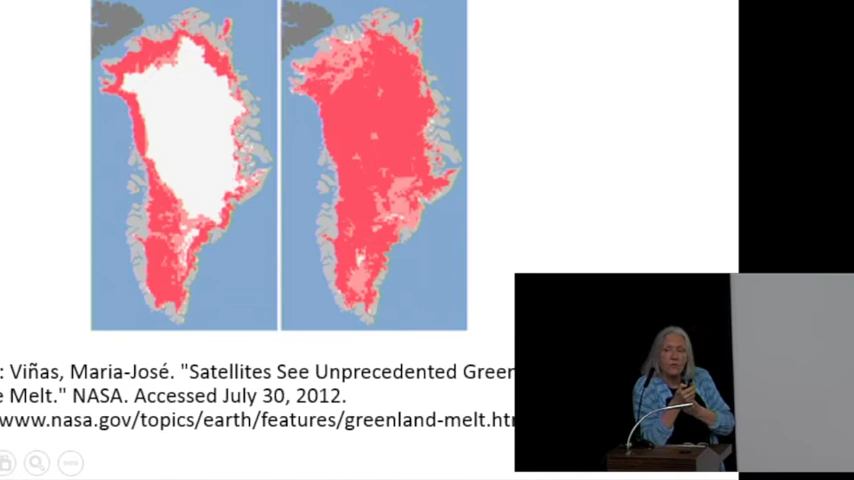 : Viñas, Maria-José. "Satellites See Unprecedented Green
e Melt." NASA. Accessed July 30, 2012.
www.nasa.gov/topics/earth/features/greenland-melt.htm